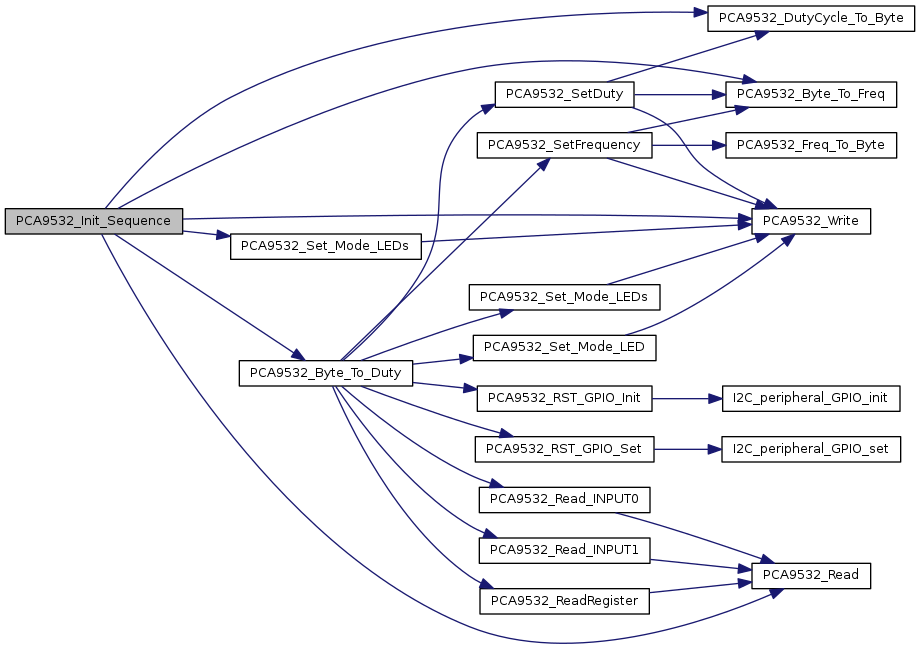 PCA9532_DutyCycle_To_Byte
PCA9532_SetDuty
PCA9532_Byte_To_Freq
PCA9532_SetFrequency
PCA9532_Freq_To_Byte
PCA9532_Init_Sequence
PCA9532_Write
PCA9532_Set_Mode_LEDs
PCA9532_Set_Mode_LEDs
PCA9532_Set_Mode_LED
PCA9532_Byte_To_Duty
PCA9532_RST_GPIO_Init
I2C_peripheral_GPIO_init
PCA9532_RST_GPIO_Set
I2C_peripheral_GPIO_set
PCA9532_Read_INPUT0
PCA9532_Read_INPUT1
PCA9532_Read
PCA9532_ReadRegister